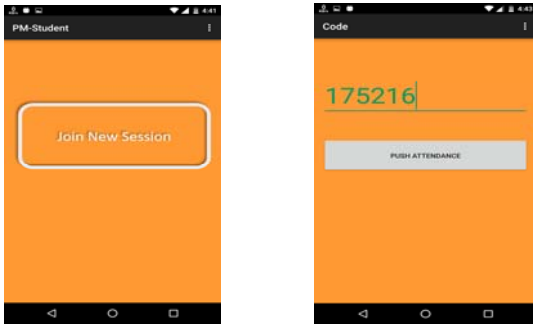 4:41
PM-Student
Join New Session
4:43
Code
175216
PUSH ATTENDANCE